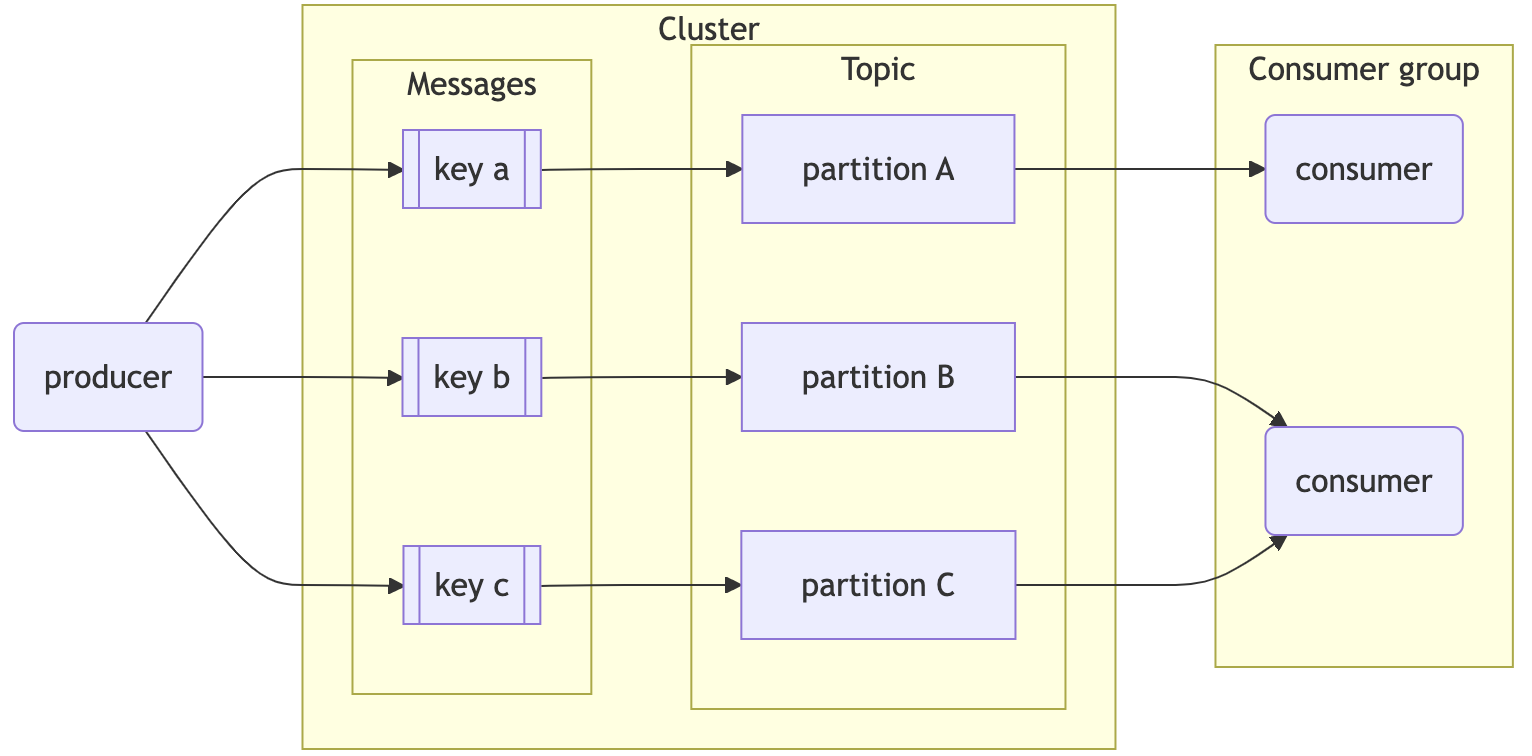 Cluster
Messages
Topic
Consumer group
key a
partition A
consumer
producer
key b
partition B
consumer
key c
partition C